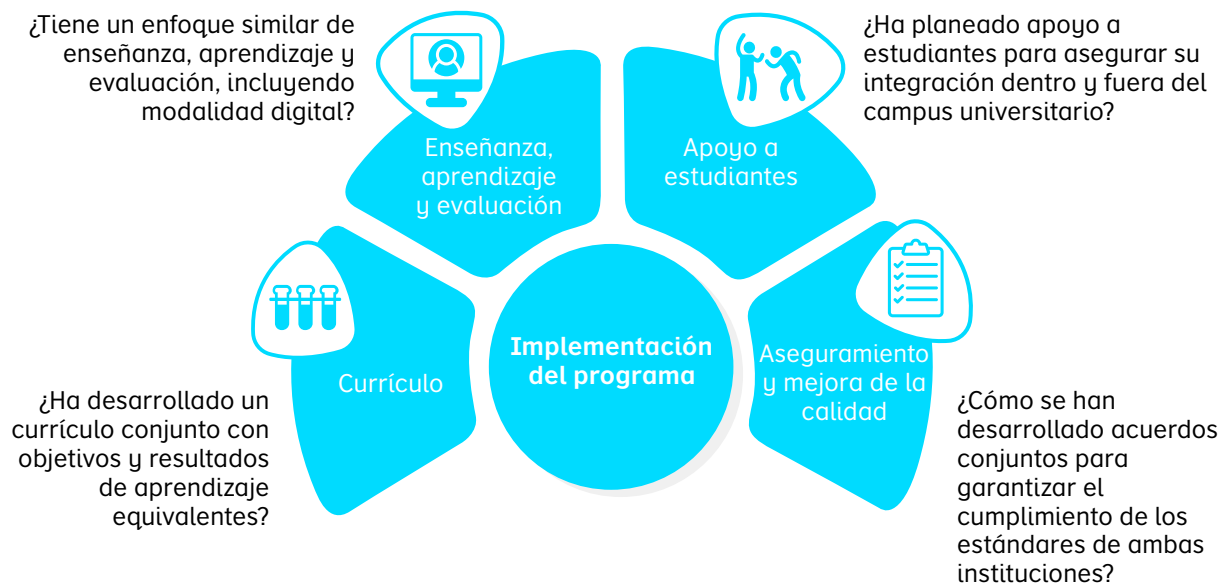 ¿Tiene un enfoque similar de
enseñanza, aprendizaje y
evaluación, incluyendo
modalidad digital?
¿Ha planeado apoyo a
estudiantes para asegurar su
integración dentro y fuera del
campus universitario?
Enseñanza,
aprendizaje
y evaluación
Apoyo a
estudiantes
Implementación
del programa
Currículo
Aseguramiento
y mejora de la
calidad
¿Ha desarrollado un
currículo conjunto con
objetivos y resultados
de aprendizaje
equivalentes?
¿Cómo se han
desarrollado acuerdos
conjuntos para
garantizar el
cumplimiento de los
estándares de ambas
instituciones?